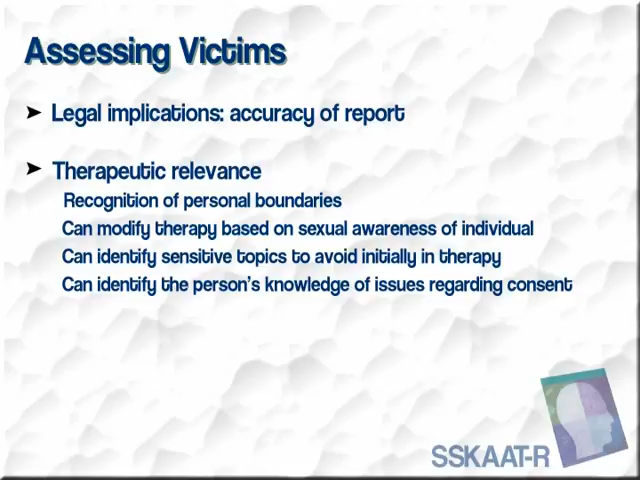 Assessing Victims
➤ Legal implications: accuracy of report
➤ Therapeutic relevance
Recognition of personal boundaries
Can modify therapy based on sexual awareness of individual
Can identify sensitive topics to avoid initially in therapy
Can identify the person's knowledge of issues regarding consent
SSKAAT-R